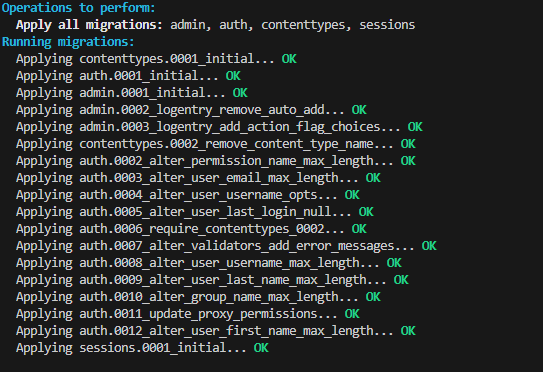 Operations to perform:
Apply all migrations: admin, auth, contenttypes, sessions
Running migrations:
Applying contenttypes.0001_initial... OK
Applying auth.0001_initial... OK
Applying admin.0001_initial... OK
Applying admin.0002_logentry_remove_auto_add... OK
Applying admin.0003_logentry_add_action_flag_choices... OK
Applying contenttypes.0002_remove_content_type_name... OK
Applying auth.0002_alter_permission_name_max_length... OK
Applying auth.0003_alter_user_email_max_length... OK
Applying auth.0004_alter_user_username_opts... OK
Applying auth.0005_alter_user_last_login_null... OK
Applying auth.0006_require_contenttypes_0002... OK
Applying auth.0007_alter_validators_add_error_messages... OK
Applying auth.0008_alter_user_username_max_length... OK
Applying auth.0009_alter_user_last_name_max_length... OK
Applying auth.0010_alter_group_name_max_length... OK
Applying auth.0011_update_proxy_permissions... OK
Applying auth.0012_alter_user_first_name_max_length... OK
Applying sessions.0001_initial... OK